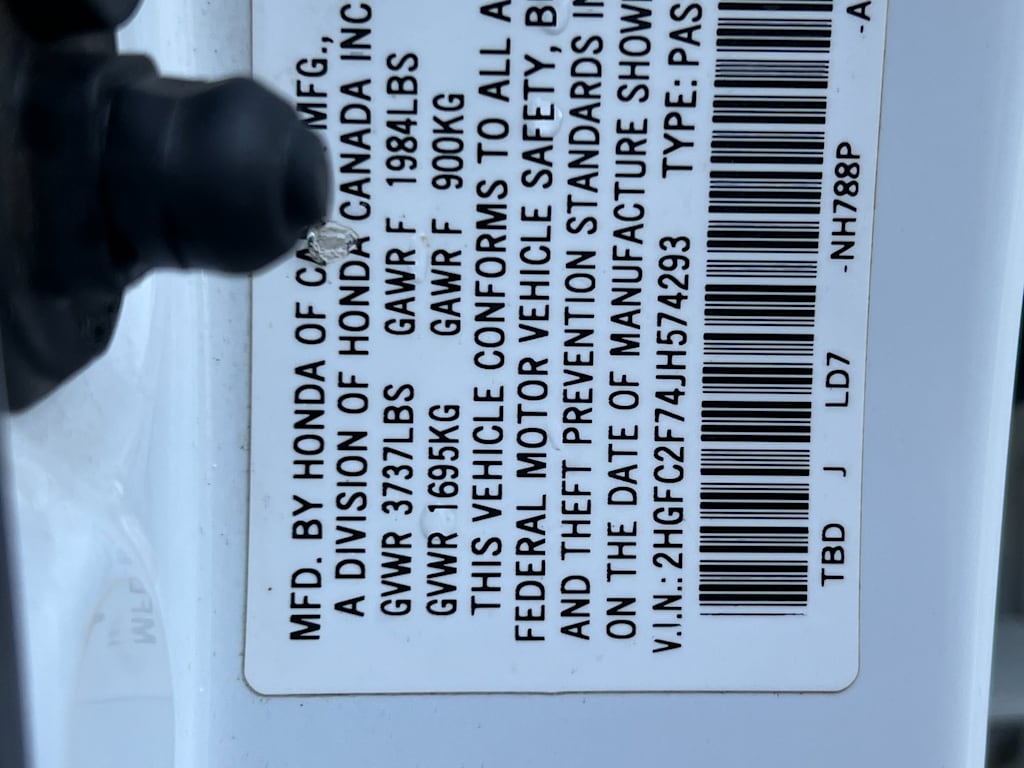 MFD. BY HONDA OF MFG.,
A DIVISION OF HONDA CANADA INC
GVWR 3737LBS GAWR F 1984LBS
GVWR 1695KG GAWR F 900KG
THIS VEHICLE CONFORMS TO ALL A
FEDERAL MOTOR VEHICLE SAFETY, B
AND THEFT PREVENTION STANDARDS I
ON THE DATE OF MANUFACTURE SHOW
V.I.N.: 2HGFC2F74JH574293 TYPE: PAS
TBD J LD7 -NH788P -A